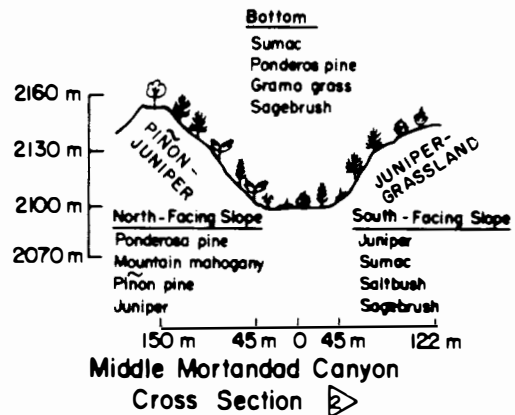 Bottom
Sumac
Ponderos pine
Grama grass
Sagebrush
2160 m
2130 m
2100 m
2070 m
PIÑON-
JUNIPER
JUNIPER-
GRASSLAND
North-Facing Slope
Ponderosa pine
Mountain mahogany
Piñon pine
Juniper
South-Facing Slope
Juniper
Sumac
Saltbush
Sagebrush
150 m 45 m 0 45 m 122 m
Middle Mortandad Canyon
Cross Section 2